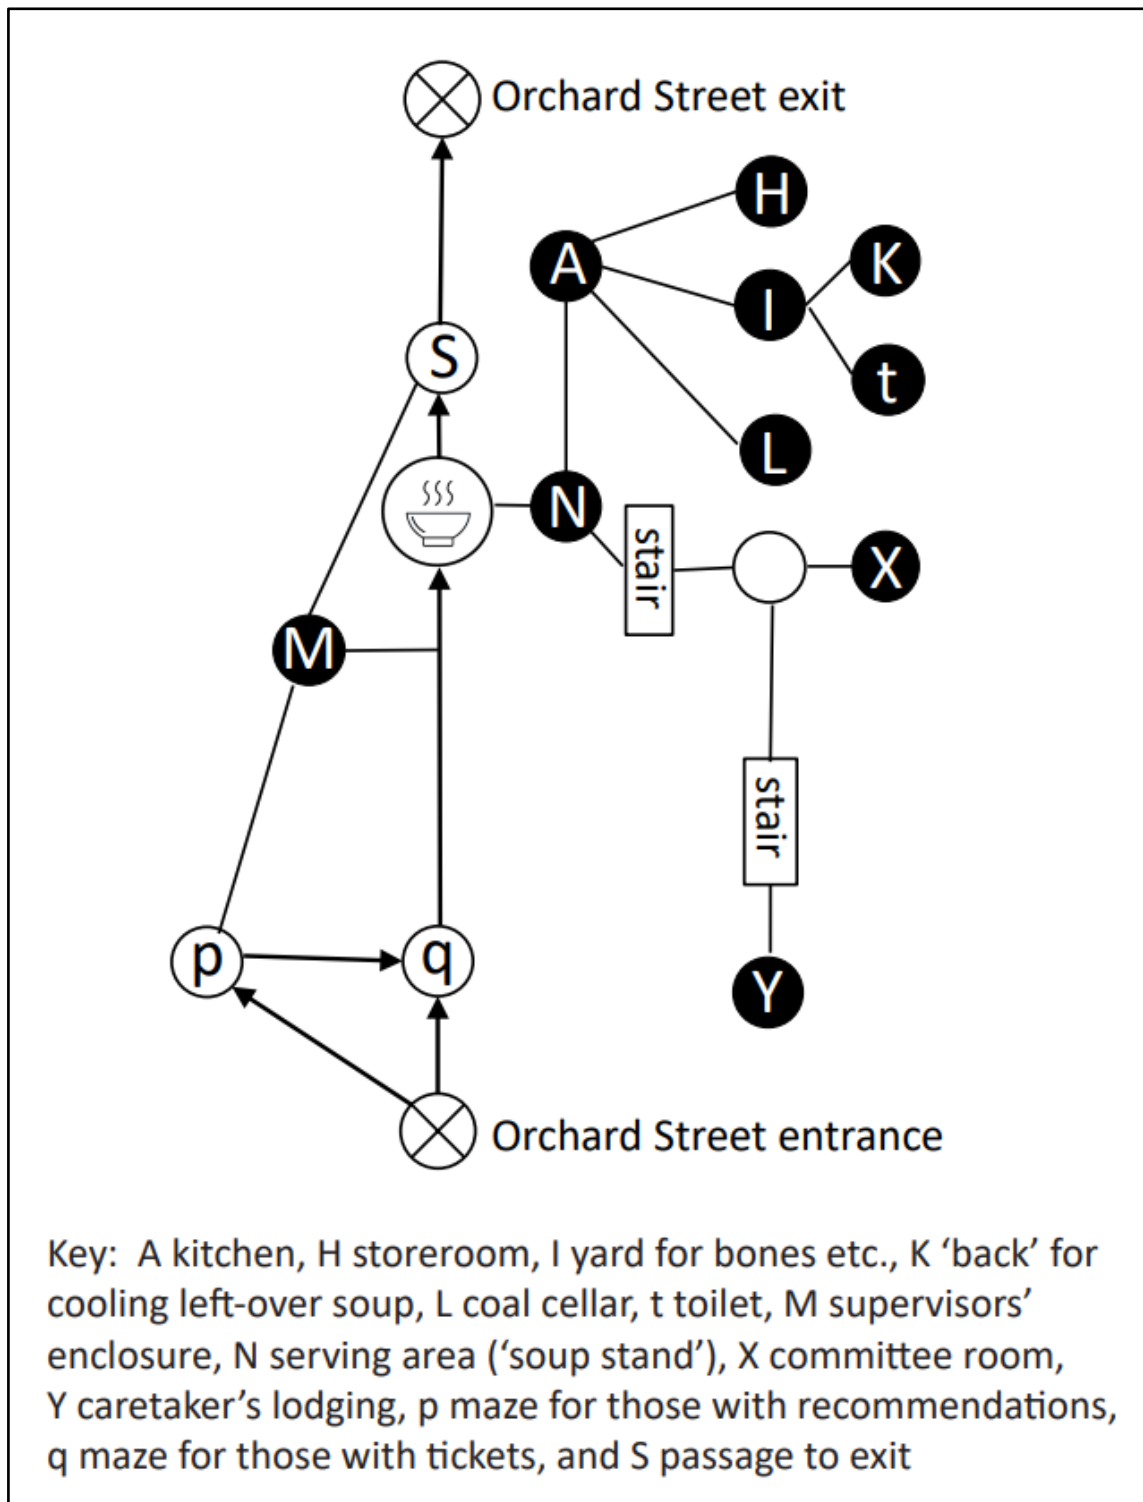 Orchard Street exit
H
A
K
I
S
t
L
N
stair
X
M
stair
p
q
Y
Orchard Street entrance
Key: A kitchen, H storeroom, I yard for bones etc., K ‘back’ for
cooling left-over soup, L coal cellar, t toilet, M supervisors’
enclosure, N serving area (‘soup stand’), X committee room,
Y caretaker’s lodging, p maze for those with recommendations,
q maze for those with tickets, and S passage to exit